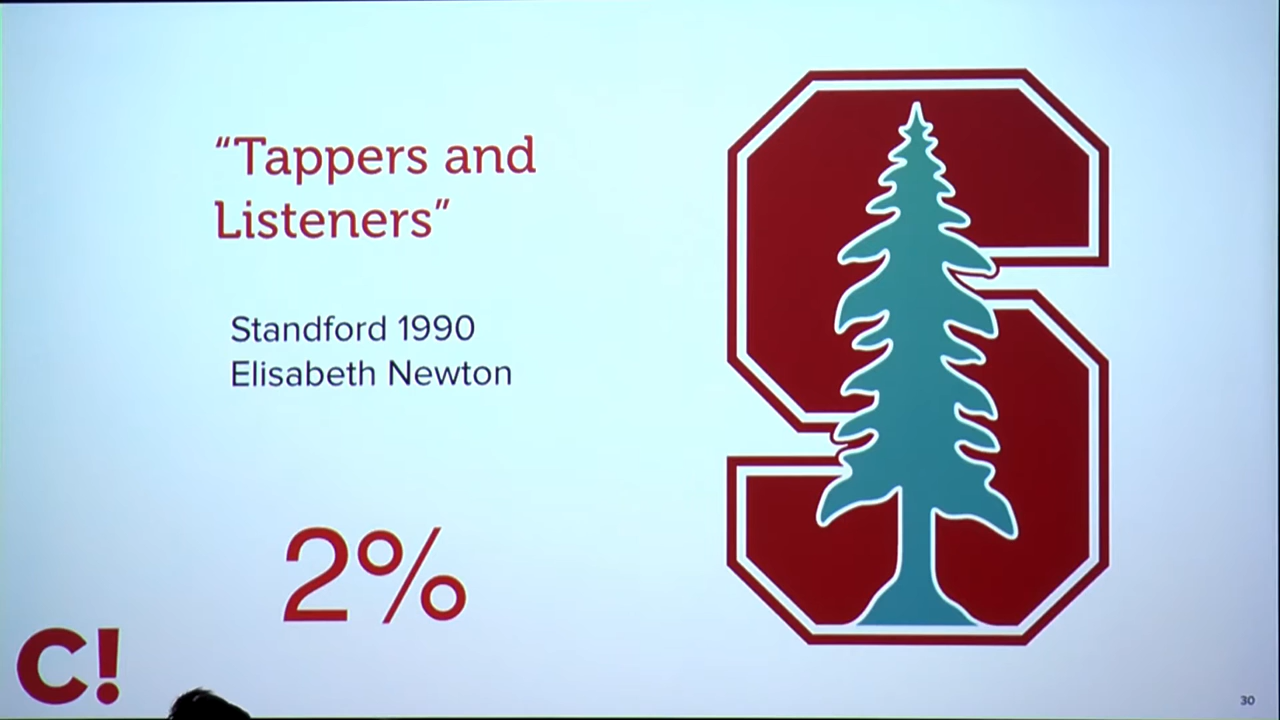 “Tappers and
Listeners”
Standford 1990
Elisabeth Newton
2%
C!
30